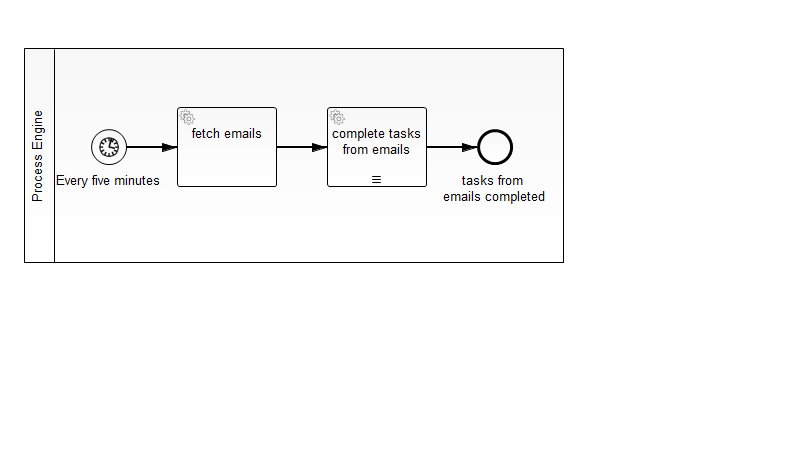 Process Engine
Every five minutes
fetch emails
complete tasks
from emails
tasks from
emails completed